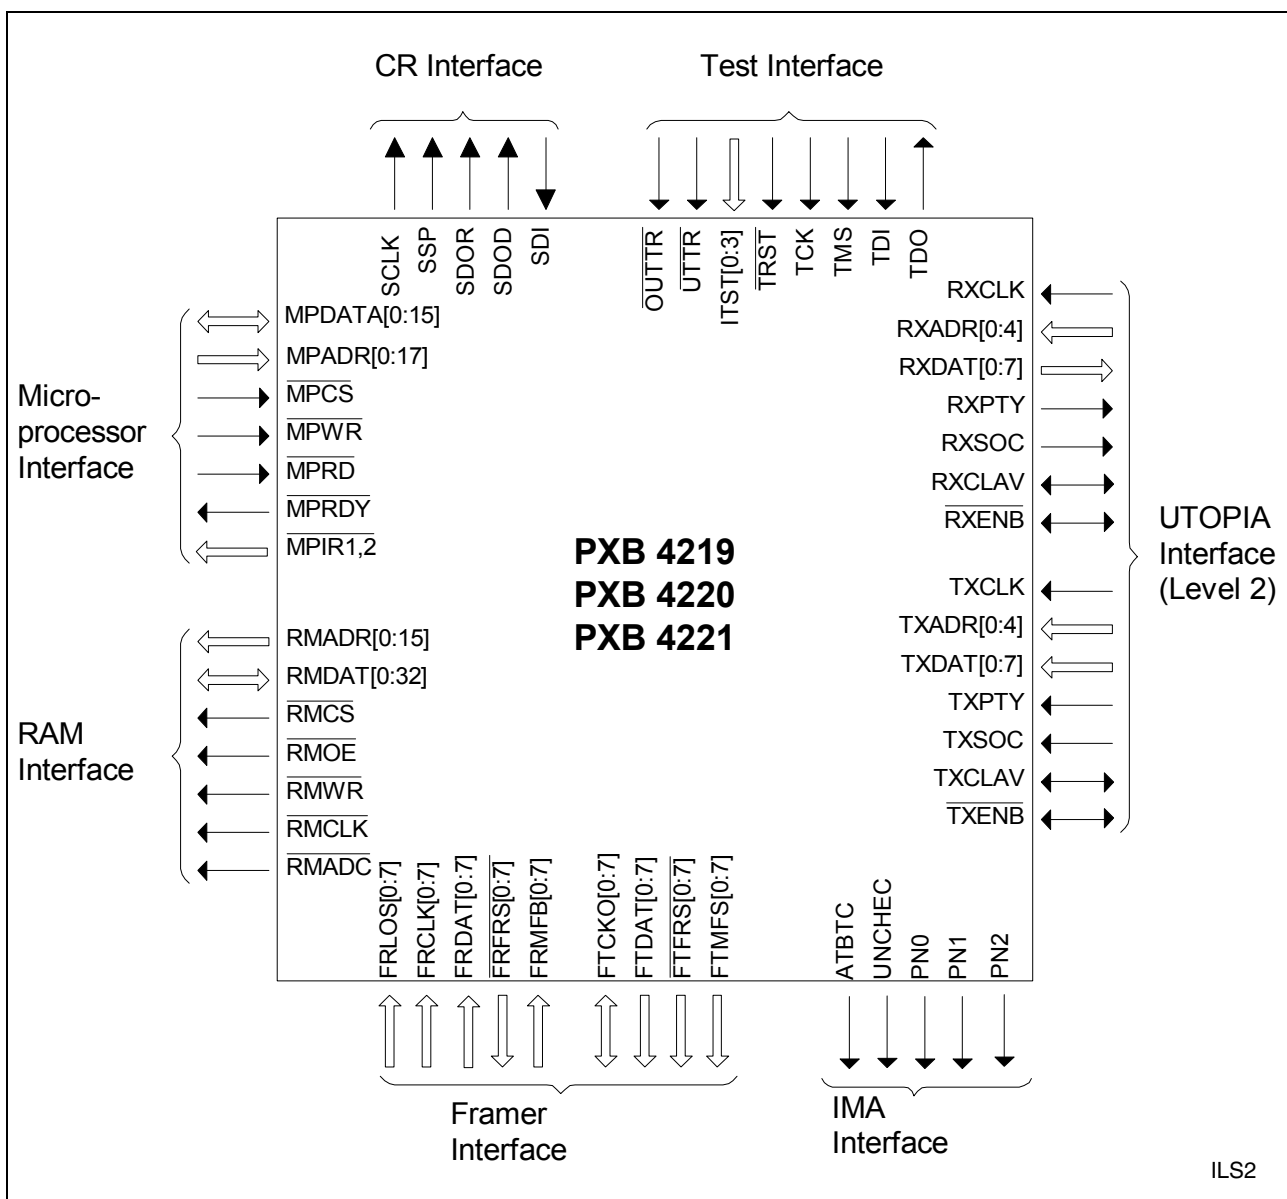 CR Interface
Test Interface
SCLK
SSP
SDOR
SDOD
SDI
OUTTR
UTTR
ITST[0:3]
TRST
TCK
TMS
TDI
TDO
Micro-
processor
Interface
MPDATA[0:15]
MPADR[0:17]
MPCS
MPWR
MPRD
MPRDY
MPIR1,2
RAM
Interface
RMADR[0:15]
RMDAT[0:32]
RMCS
RMOE
RMWR
RMCLK
RMADC
PXB 4219
PXB 4220
PXB 4221
RXCLK
RXADR[0:4]
RXDAT[0:7]
RXPTY
RXSOC
RXCLAV
RXENB
TXCLK
TXADR[0:4]
TXDAT[0:7]
TXPTY
TXSOC
TXCLAV
TXENB
UTOPIA
Interface
(Level 2)
FRLOS[0:7]
FRCLK[0:7]
FRDAT[0:7]
FRFRS[0:7]
FRMFB[0:7]
FTCKO[0:7]
FTDAT[0:7]
FTFRS[0:7]
FTMFS[0:7]
ATBTC
UNCHEC
PN0
PN1
PN2
Framer
Interface
IMA
Interface
ILS2